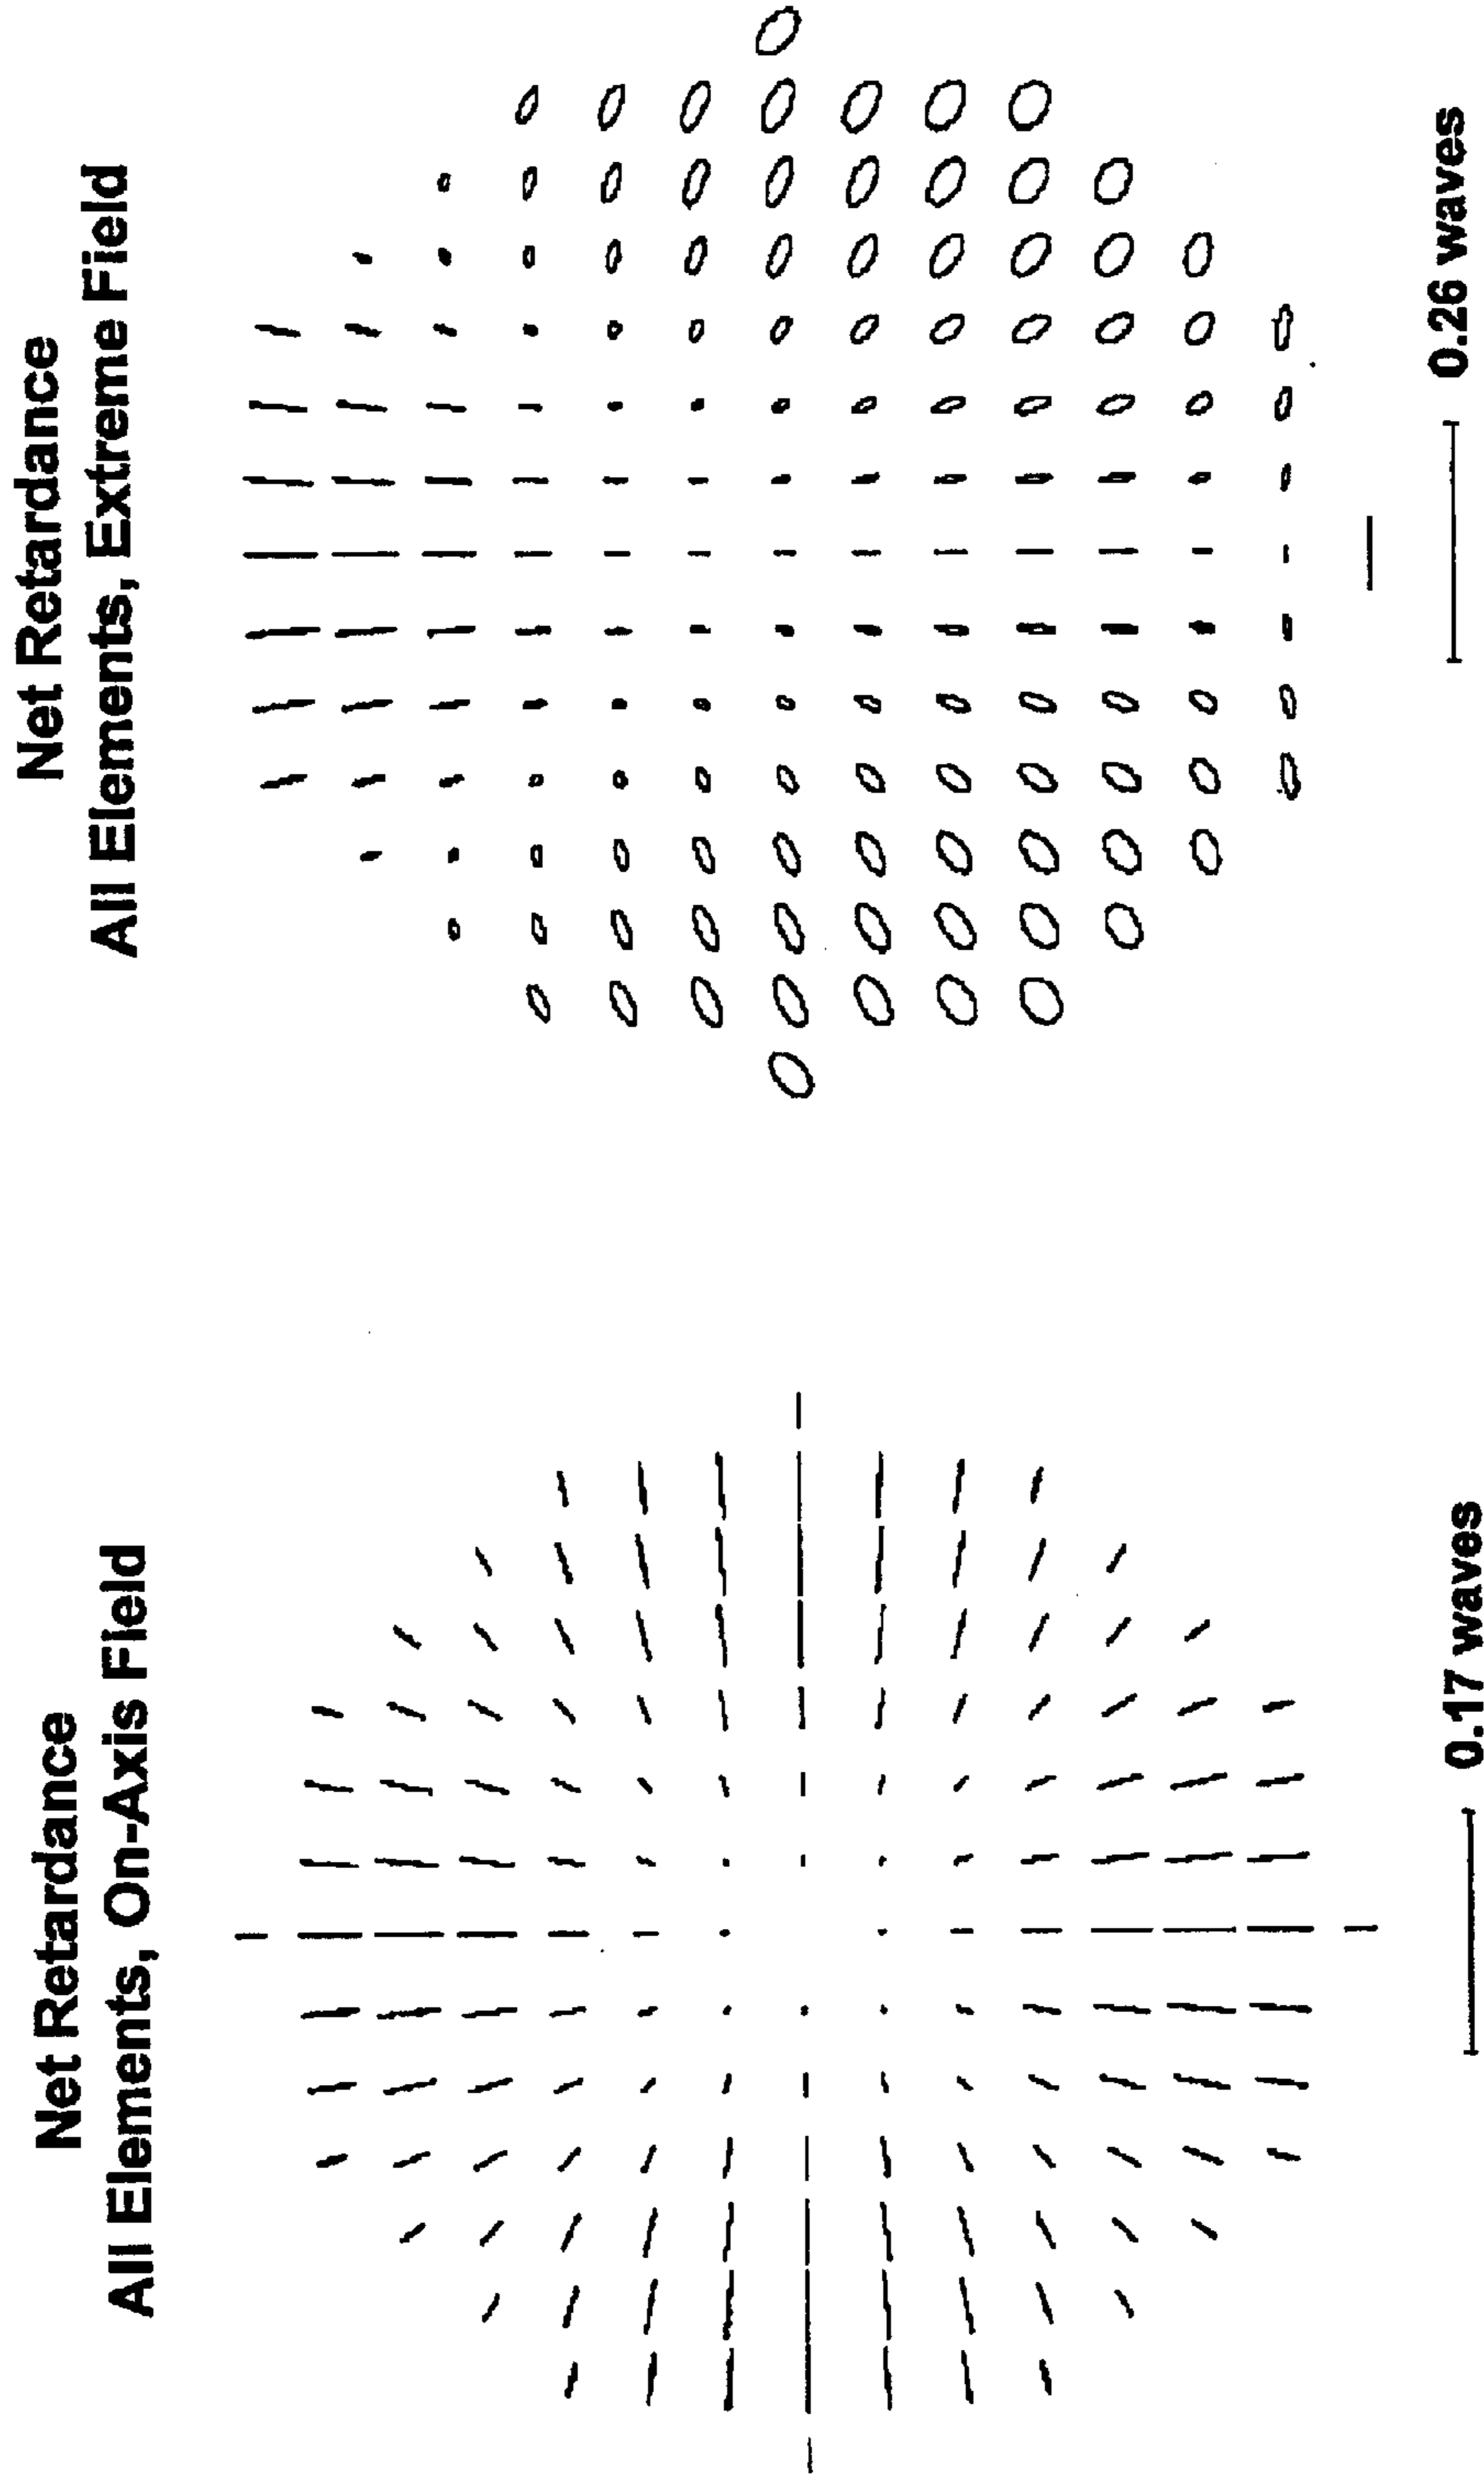 Net Retardance
All Elements, On-Axis Field
0.17 waves
Net Retardance
All Elements, Extreme Field
0.26 waves